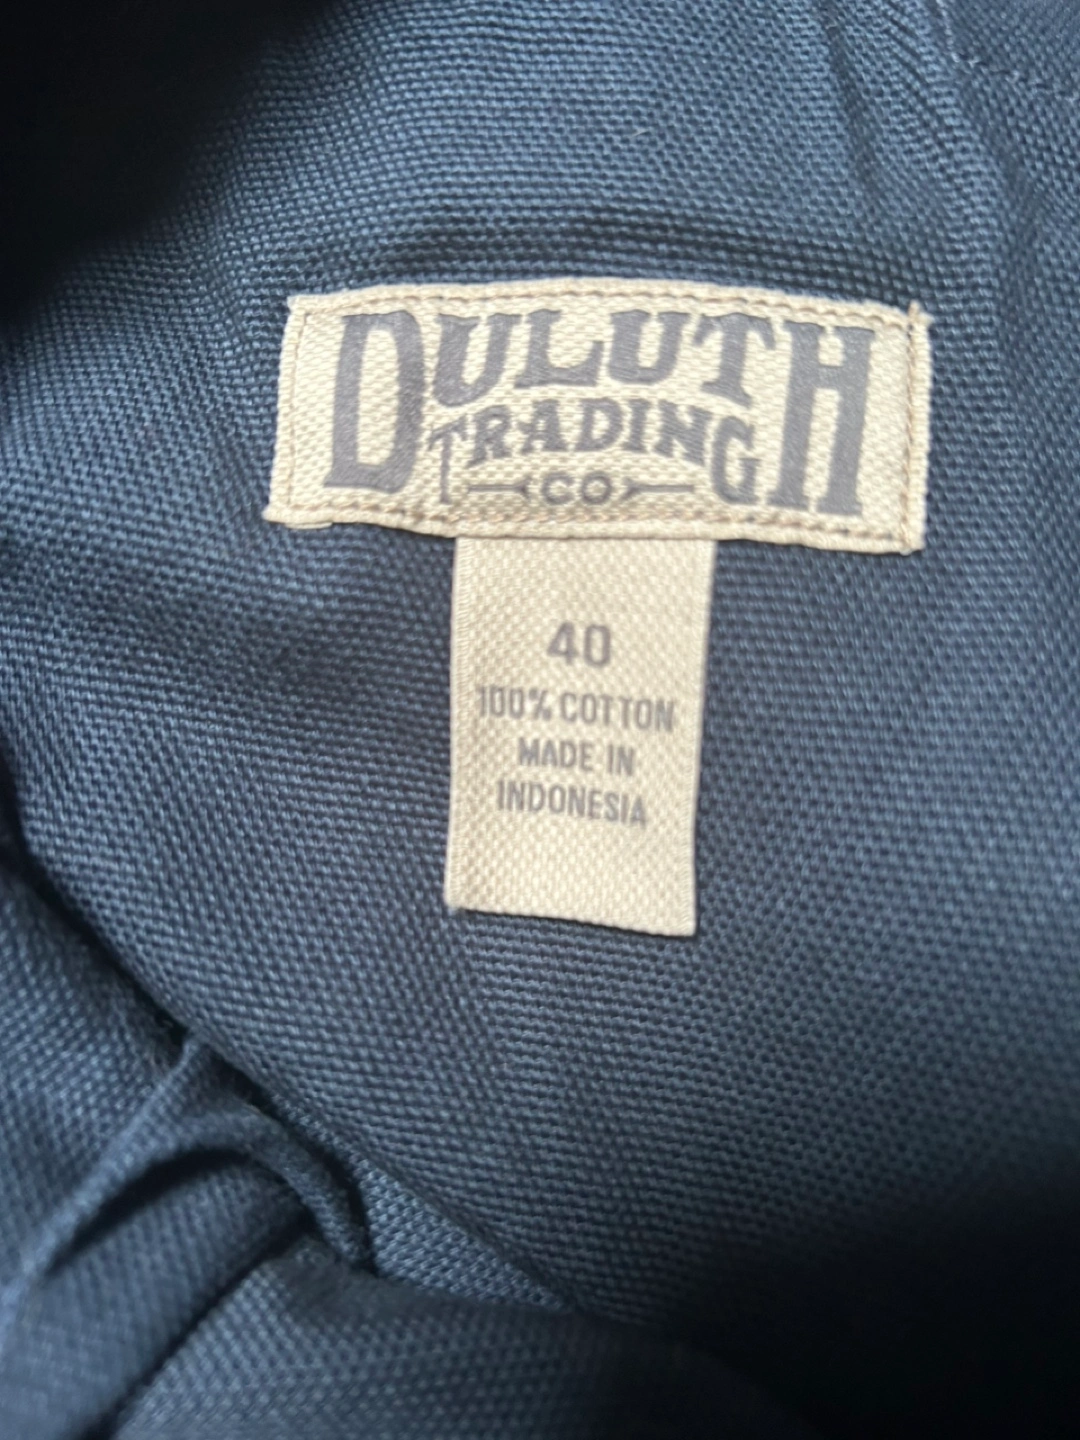 DULUTH
TRADING
CO
40
100% COTTON
MADE IN
INDONESIA